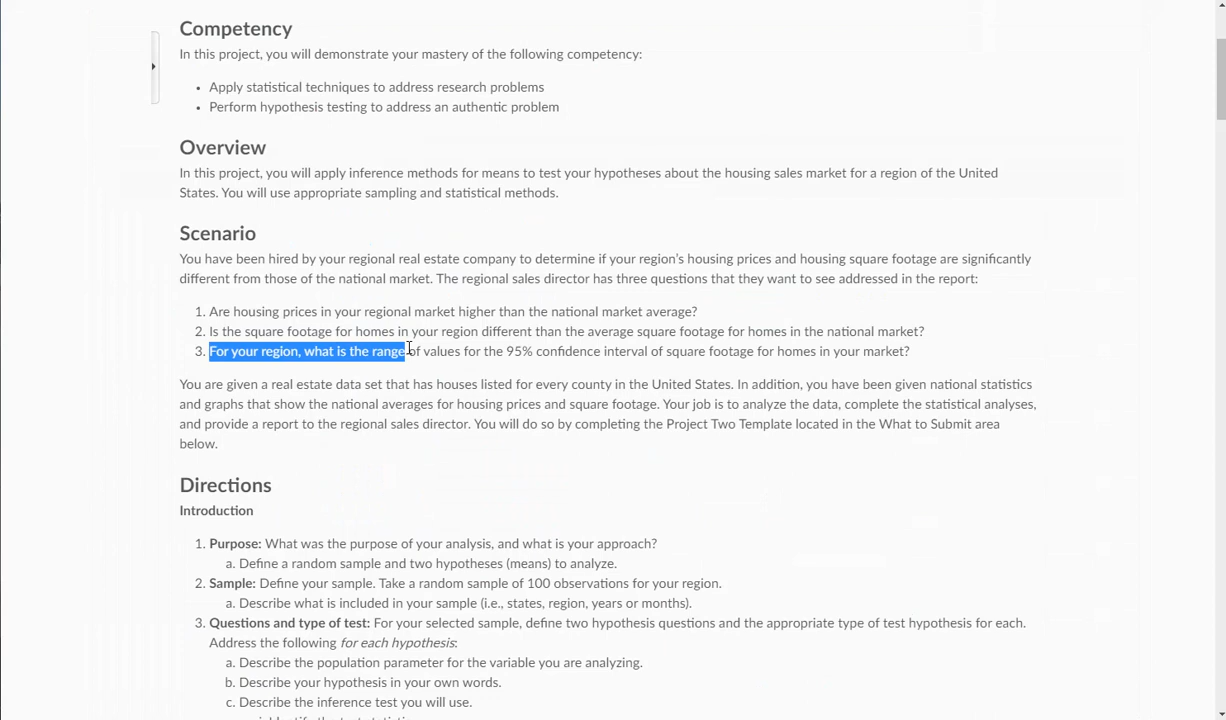 Competency
In this project, you will demonstrate your mastery of the following competency:
• Apply statistical techniques to address research problems
• Perform hypothesis testing to address an authentic problem
Overview
In this project, you will apply inference methods for means to test your hypotheses about the housing sales market for a region of the United
States. You will use appropriate sampling and statistical methods.
Scenario
You have been hired by your regional real estate company to determine if your region's housing prices and housing square footage are significantly
different from those of the national market. The regional sales director has three questions that they want to see addressed in the report:
1. Are housing prices in your regional market higher than the national market average?
2. Is the square footage for homes in your region different than the average square footage for homes in the national market?
3. For your region, what is the range of values for the 95% confidence interval of square footage for homes in your market?
You are given a real estate data set that has houses listed for every county in the United States. In addition, you have been given national statistics
and graphs that show the national averages for housing prices and square footage. Your job is to analyze the data, complete the statistical analyses,
and provide a report to the regional sales director. You will do so by completing the Project Two Template located in the What to Submit area
below.
Directions
Introduction
1. Purpose: What was the purpose of your analysis, and what is your approach?
a. Define a random sample and two hypotheses (means) to analyze.
2. Sample: Define your sample. Take a random sample of 100 observations for your region.
a. Describe what is included in your sample (i.e., states, region, years or months).
3. Questions and type of test: For your selected sample, define two hypothesis questions and the appropriate type of test hypothesis for each.
Address the following for each hypothesis:
a. Describe the population parameter for the variable you are analyzing.
b. Describe your hypothesis in your own words.
c. Describe the inference test you will use.